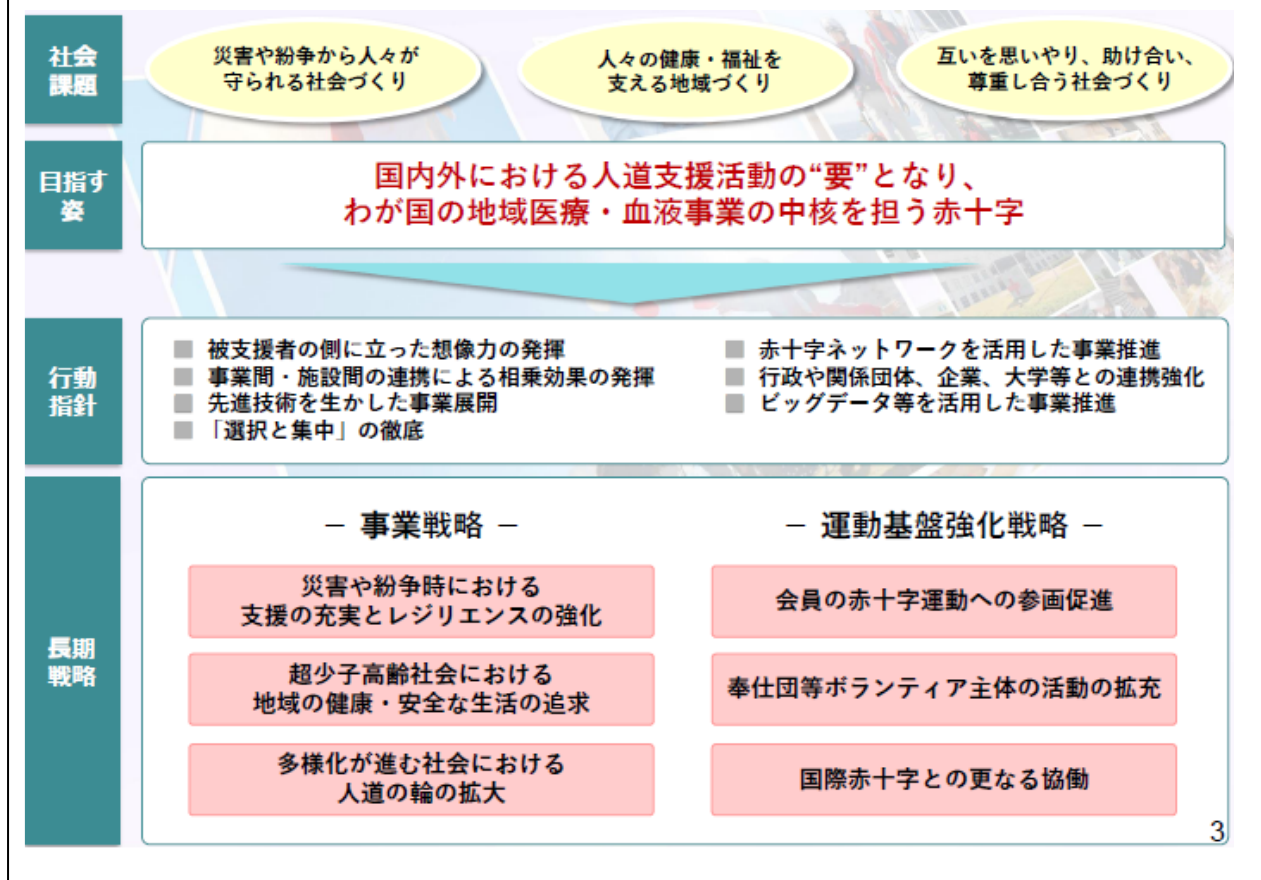 社会
課題
災害や紛争から人々が
守られる社会づくり
人々の健康・福祉を
支える地域づくり
互いを思いやり、助け合い、
尊重し合う社会づくり
目指す
姿
国内外における人道支援活動の“要”となり、
わが国の地域医療・血液事業の中核を担う赤十字
行動
指針
被支援者の側に立った想像力の発揮
事業間・施設間の連携による相乗効果の発揮
先進技術を生かした事業展開
「選択と集中」の徹底
赤十字ネットワークを活用した事業推進
行政や関係団体、企業、大学等との連携強化
ビッグデータ等を活用した事業推進
長期
戦略
－ 事業戦略 －
災害や紛争時における
支援の充実とレジリエンスの強化
超少子高齢社会における
地域の健康・安全な生活の追求
多様化が進む社会における
人道の輪の拡大
－ 運動基盤強化戦略 －
会員の赤十字運動への参画促進
奉仕団等ボランティア主体の活動の拡充
国際赤十字との更なる協働
3